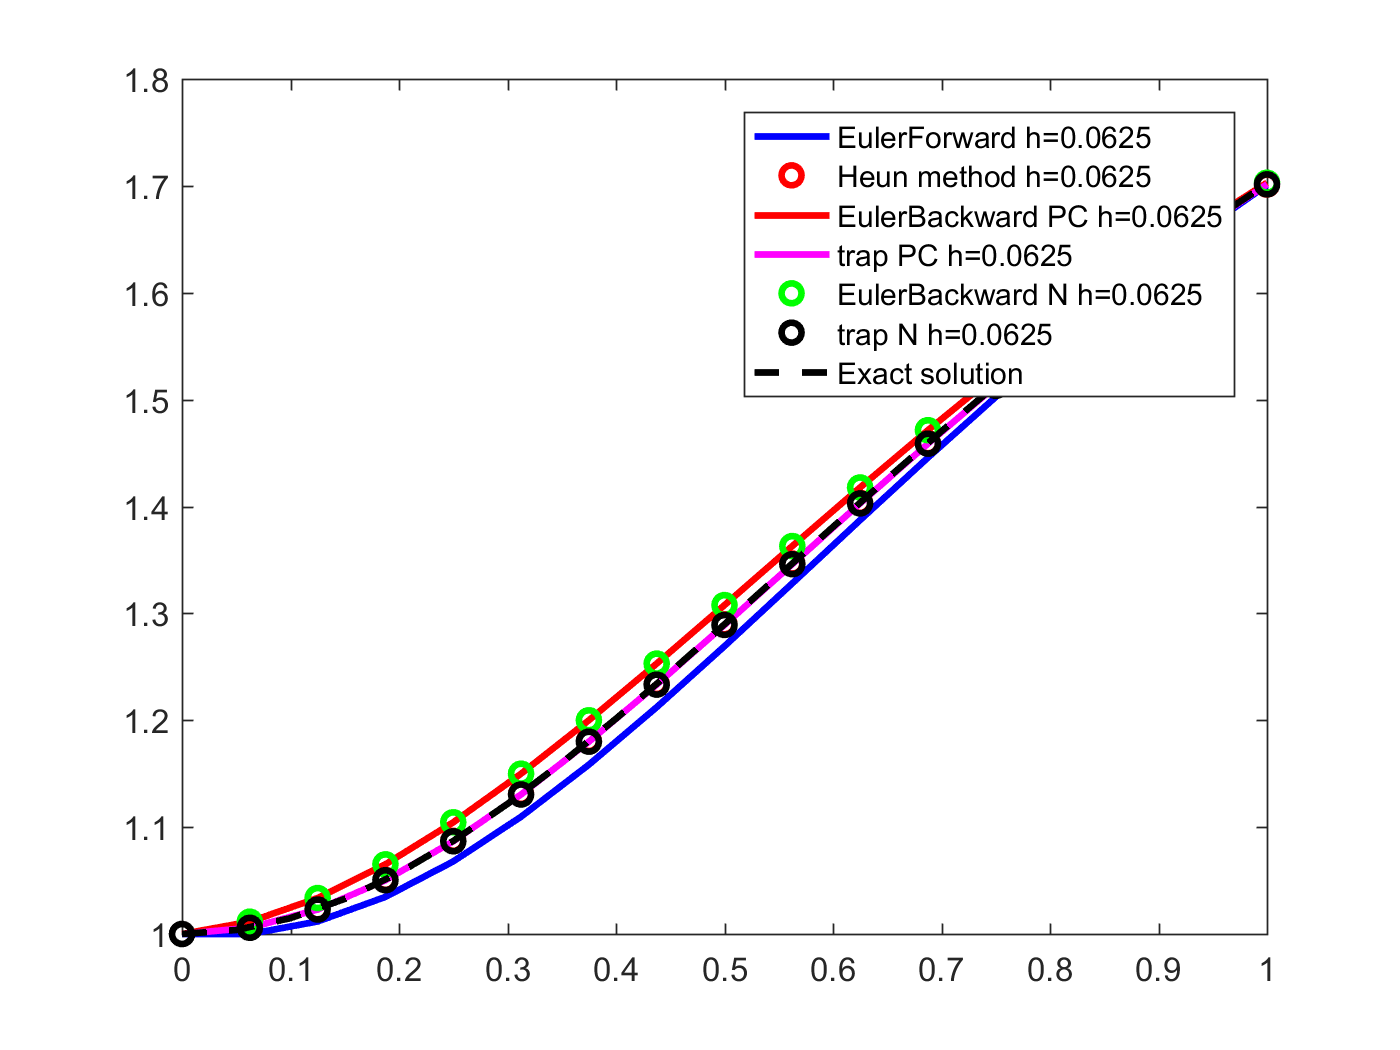 1.8
1.7
1.6
1.5
1.4
1.3
1.2
1.1
1
EulerForward h=0.0625
Heun method h=0.0625
EulerBackward PC h=0.0625
trap PC h=0.0625
EulerBackward N h=0.0625
trap N h=0.0625
Exact solution
0 0.1 0.2 0.3 0.4 0.5 0.6 0.7 0.8 0.9 1